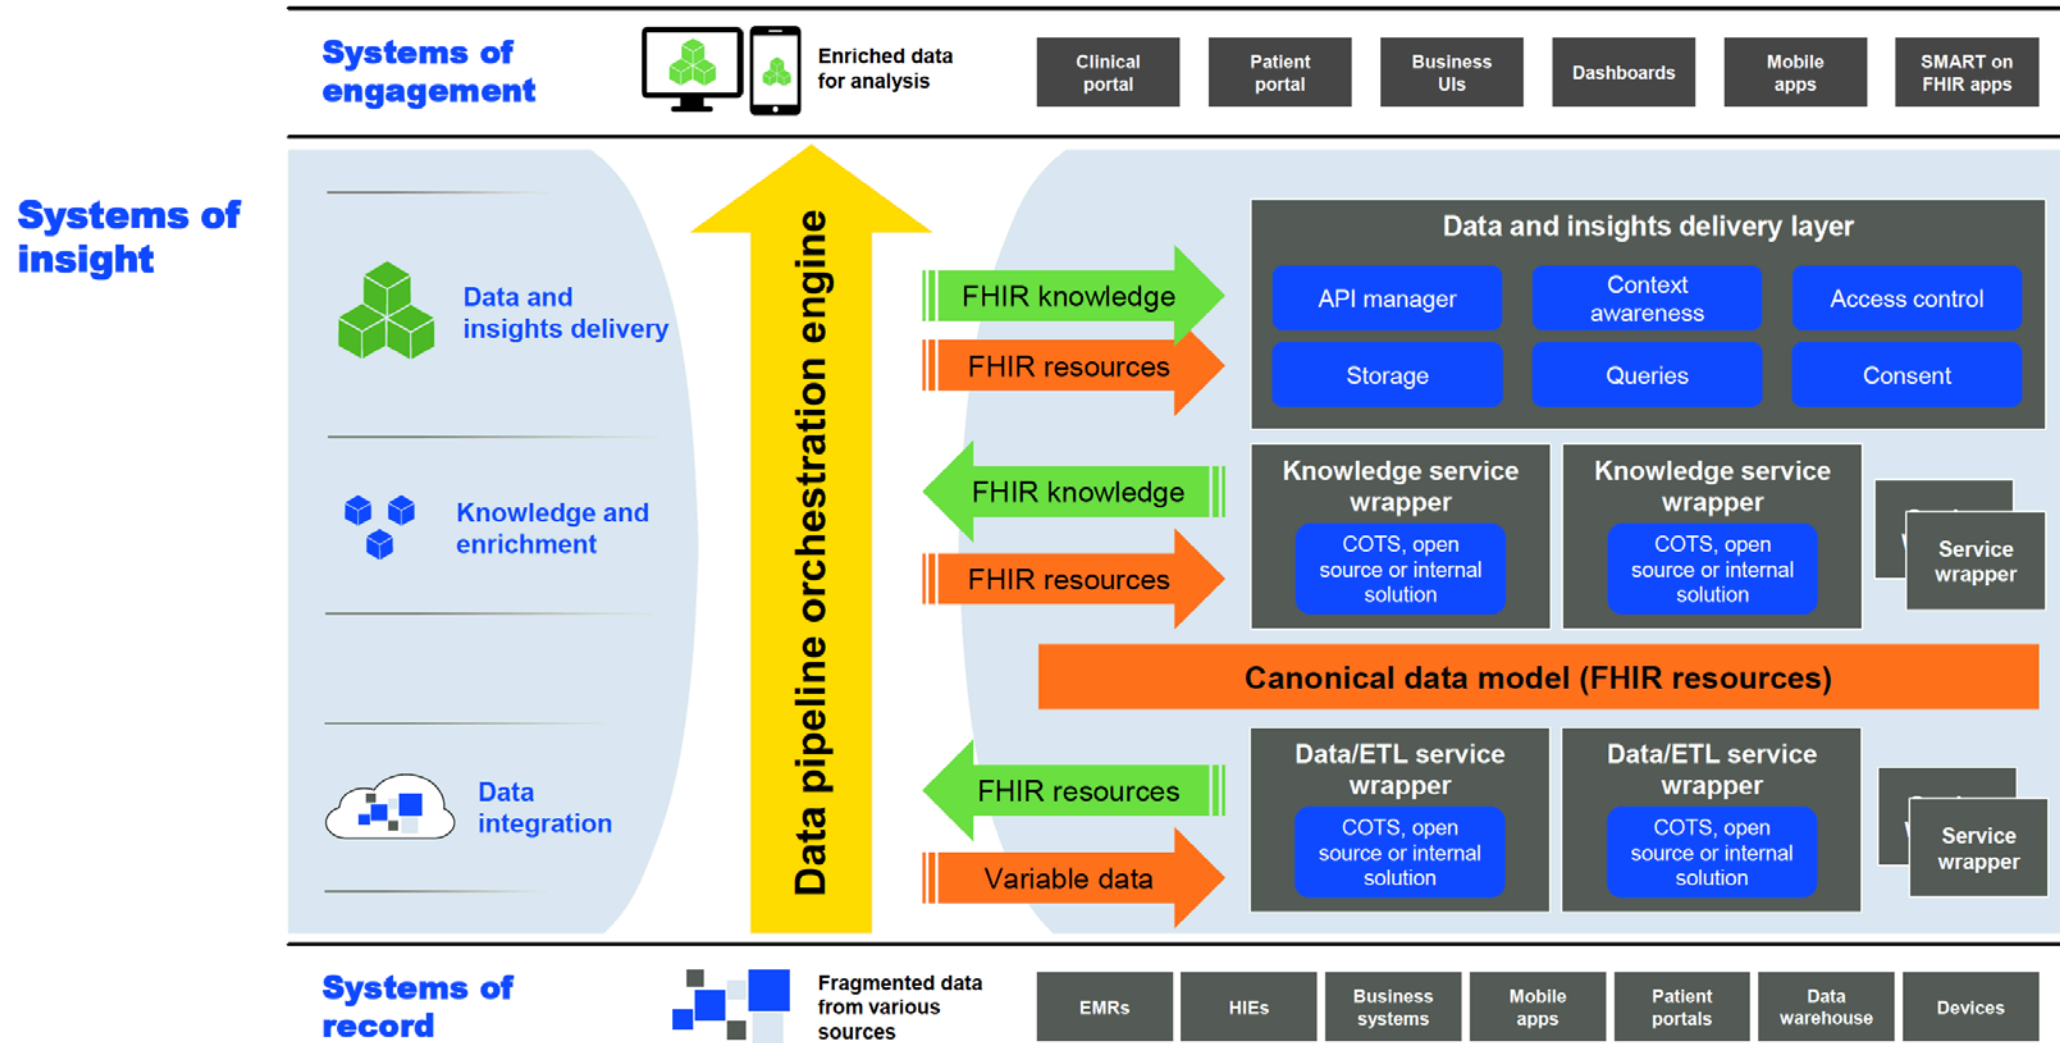 Systems of
engagement
Enriched data
for analysis
Clinical
portal
Patient
portal
Business
UIs
Dashboards
Mobile
apps
SMART on
FHIR apps
Systems of
insight
Data and
insights delivery
Knowledge and
enrichment
Data
integration
Data pipeline orchestration engine
FHIR knowledge
FHIR resources
FHIR knowledge
FHIR resources
FHIR resources
Variable data
Data and insights delivery layer
API manager
Context
awareness
Access control
Storage
Queries
Consent
Knowledge service
wrapper
COTS, open
source or internal
solution
Knowledge service
wrapper
COTS, open
source or internal
solution
Service
wrapper
Canonical data model (FHIR resources)
Data/ETL service
wrapper
COTS, open
source or internal
solution
Data/ETL service
wrapper
COTS, open
source or internal
solution
Service
wrapper
Systems of
record
Fragmented data
from various
sources
EMRs
HIEs
Business
systems
Mobile
apps
Patient
portals
Data
warehouse
Devices